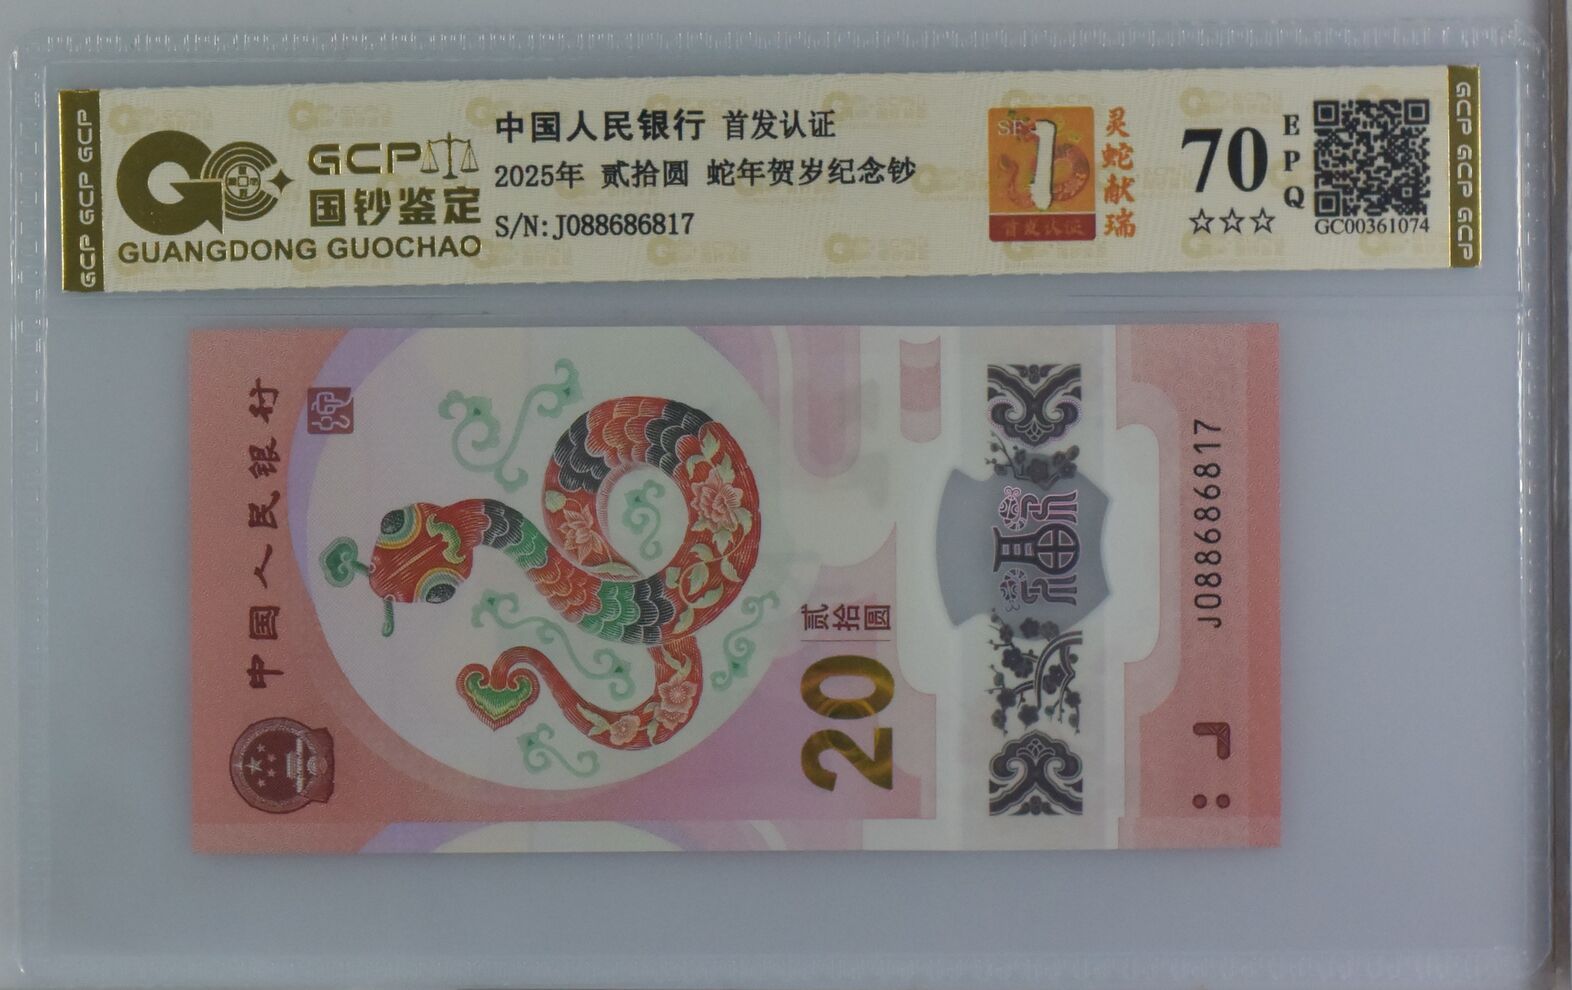 GCP GCP GCP
GCP
国钞鉴定
GUANGDONG GUOCHAO
中国人民银行 首发认证
2025年 贰拾圆 蛇年贺岁纪念钞
S/N:J088686817
1
首发认证
灵蛇献瑞
70
EPQ
☆☆☆
GC00361074
GCP GCP GCP
中国人民银行
贰拾圆
20
福
J088686817